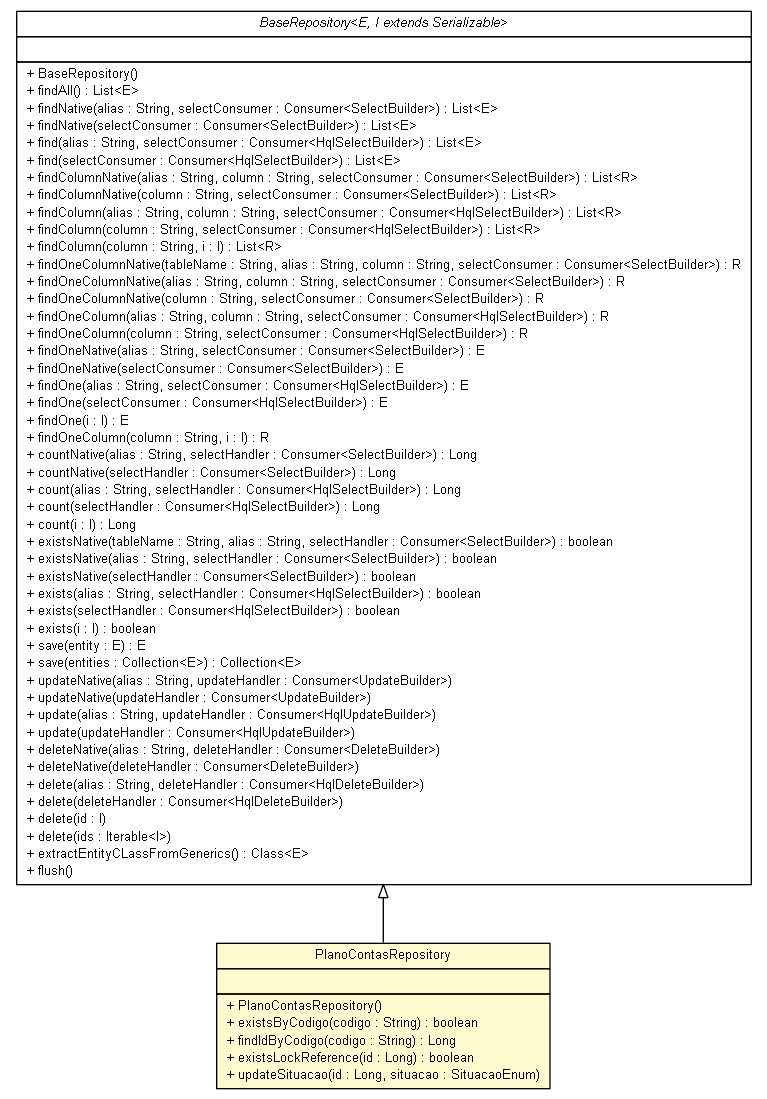 BaseRepository<E, I extends Serializable>
+ BaseRepository()
+ findAll() : List<E>
+ findNative(alias : String, selectConsumer : Consumer<SelectBuilder>) : List<E>
+ findNative(selectConsumer : Consumer<SelectBuilder>) : List<E>
+ find(alias : String, selectConsumer : Consumer<HqlSelectBuilder>) : List<E>
+ find(selectConsumer : Consumer<HqlSelectBuilder>) : List<E>
+ findColumnNative(alias : String, column : String, selectConsumer : Consumer<SelectBuilder>) : List<R>
+ findColumnNative(column : String, selectConsumer : Consumer<SelectBuilder>) : List<R>
+ findColumn(alias : String, column : String, selectConsumer : Consumer<HqlSelectBuilder>) : List<R>
+ findColumn(column : String, selectConsumer : Consumer<HqlSelectBuilder>) : List<R>
+ findColumn(column : String, i : I) : List<R>
+ findOneColumnNative(tableName : String, alias : String, column : String, selectConsumer : Consumer<SelectBuilder>) : R
+ findOneColumnNative(alias : String, column : String, selectConsumer : Consumer<SelectBuilder>) : R
+ findOneColumnNative(column : String, selectConsumer : Consumer<SelectBuilder>) : R
+ findOneColumn(alias : String, column : String, selectConsumer : Consumer<HqlSelectBuilder>) : R
+ findOneColumn(column : String, selectConsumer : Consumer<HqlSelectBuilder>) : R
+ findOneNative(alias : String, selectConsumer : Consumer<SelectBuilder>) : E
+ findOneNative(selectConsumer : Consumer<SelectBuilder>) : E
+ findOne(alias : String, selectConsumer : Consumer<HqlSelectBuilder>) : E
+ findOne(selectConsumer : Consumer<HqlSelectBuilder>) : E
+ findOne(i : I) : E
+ findOneColumn(column : String, i : I) : R
+ countNative(alias : String, selectHandler : Consumer<SelectBuilder>) : Long
+ countNative(selectHandler : Consumer<SelectBuilder>) : Long
+ count(alias : String, selectHandler : Consumer<HqlSelectBuilder>) : Long
+ count(selectHandler : Consumer<HqlSelectBuilder>) : Long
+ count(i : I) : Long
+ existsNative(tableName : String, alias : String, selectHandler : Consumer<SelectBuilder>) : boolean
+ existsNative(alias : String, selectHandler : Consumer<SelectBuilder>) : boolean
+ existsNative(selectHandler : Consumer<SelectBuilder>) : boolean
+ exists(alias : String, selectHandler : Consumer<HqlSelectBuilder>) : boolean
+ exists(selectHandler : Consumer<HqlSelectBuilder>) : boolean
+ exists(i : I) : boolean
+ save(entity : E) : E
+ save(entities : Collection<E>) : Collection<E>
+ updateNative(alias : String, updateHandler : Consumer<UpdateBuilder>)
+ updateNative(updateHandler : Consumer<UpdateBuilder>)
+ update(alias : String, updateHandler : Consumer<HqlUpdateBuilder>)
+ update(updateHandler : Consumer<HqlUpdateBuilder>)
+ deleteNative(alias : String, deleteHandler : Consumer<DeleteBuilder>)
+ deleteNative(deleteHandler : Consumer<DeleteBuilder>)
+ delete(alias : String, deleteHandler : Consumer<HqlDeleteBuilder>)
+ delete(deleteHandler : Consumer<HqlDeleteBuilder>)
+ delete(id : I)
+ delete(ids : Iterable<I>)
+ extractEntityCLassFromGenerics() : Class<E>
+ flush()
PlanoContasRepository
+ PlanoContasRepository()
+ existsByCodigo(codigo : String) : boolean
+ findIdByCodigo(codigo : String) : Long
+ existsLockReference(id : Long) : boolean
+ updateSituacao(id : Long, situacao : SituacaoEnum)